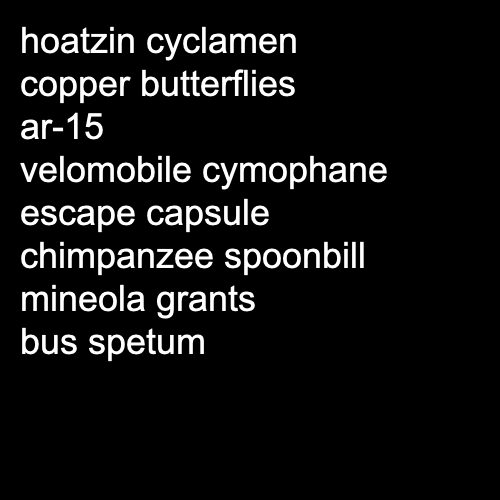 hoatzin cyclamen
copper butterflies
ar-15
velomobile cymophane
escape capsule
chimpanzee spoonbill
mineola grants
bus spetum